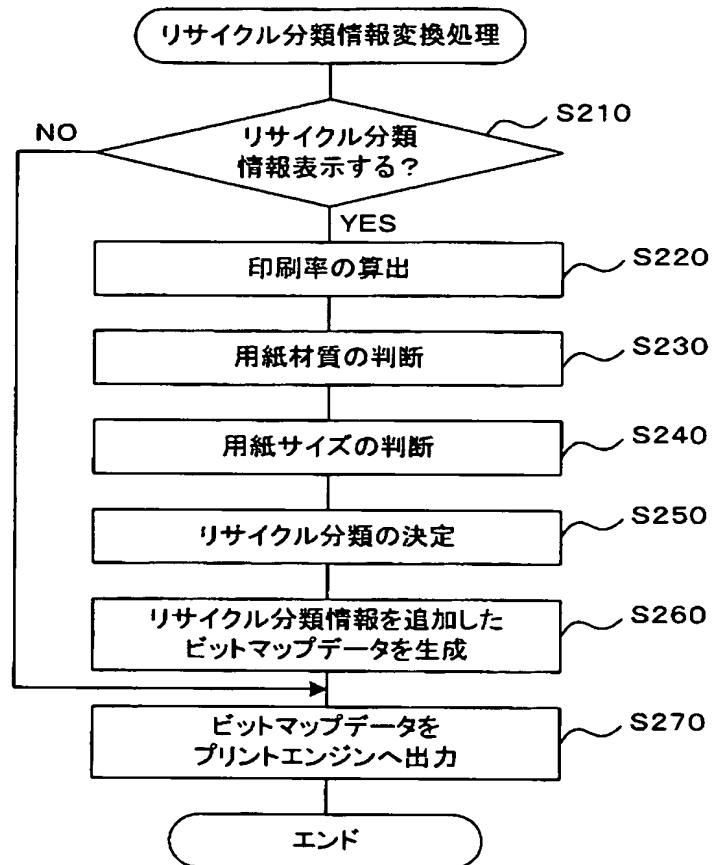 リサイクル分類情報変換処理
リサイクル分類
情報表示する?
S210
NO
YES
印刷率の算出
S220
用紙材質の判断
S230
用紙サイズの判断
S240
リサイクル分類の決定
S250
リサイクル分類情報を追加した
ビットマップデータを生成
S260
ビットマップデータを
プリントエンジンへ出力
S270
エンド